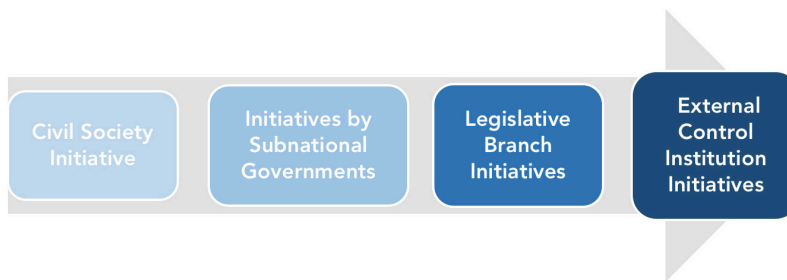 Civil Society
Initiative
Initiatives by
Subnational
Governments
Legislative
Branch
Initiatives
External
Control
Institution
Initiatives